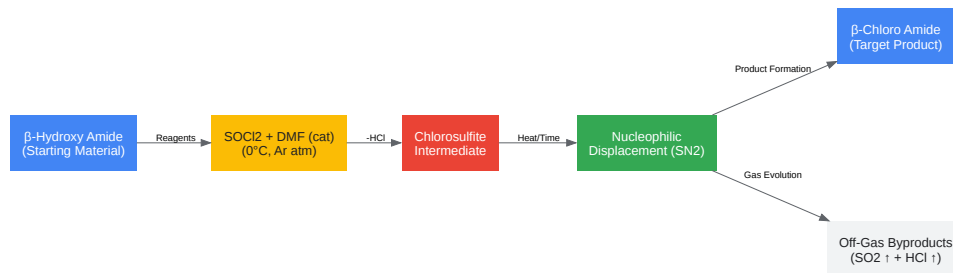 β-Hydroxy Amide
(Starting Material)
Reagents
SOCl2 + DMF (cat)
(0°C, Ar atm)
-HCl
Chlorosulfite
Intermediate
Heat/Time
Nucleophilic
Displacement (SN2)
Product Formation
β-Chloro Amide
(Target Product)
Gas Evolution
Off-Gas Byproducts
(SO2 ↑ + HCl ↑)